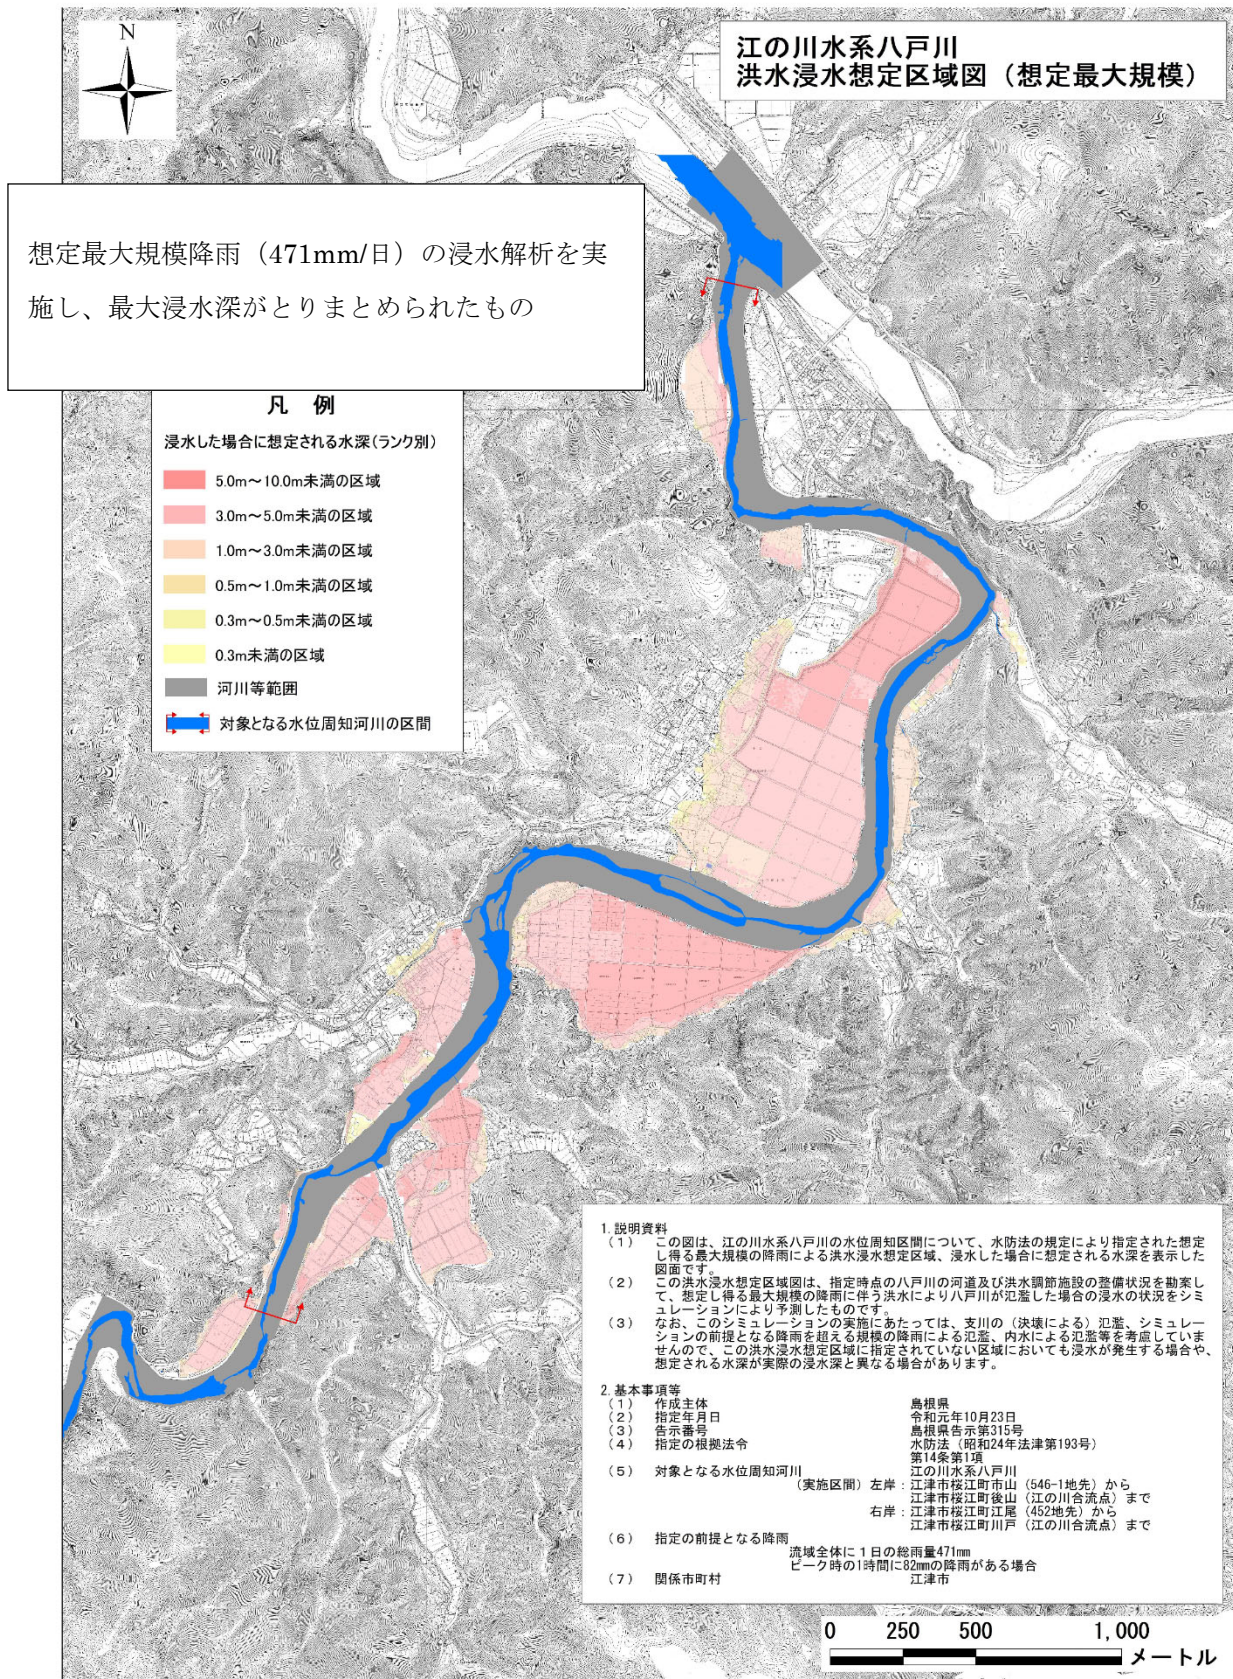 N
江の川水系八戸川
洪水浸水想定区域図（想定最大規模）
想定最大規模降雨（471mm/日）の浸水解析を実
施し、最大浸水深がとりまとめられたもの
凡 例
浸水した場合に想定される水深(ランク別)
5.0m～10.0m未満の区域
3.0m～5.0m未満の区域
1.0m～3.0m未満の区域
0.5m～1.0m未満の区域
0.3m～0.5m未満の区域
0.3m未満の区域
河川等範囲
対象となる水位周知河川の区間
1.説明資料
（1） この図は、江の川水系八戸川の水位周知区間について、水防法の規定により指定された想定
し得る最大規模の降雨による洪水浸水想定区域、浸水した場合に想定される水深を表示した
図面です。
（2） この洪水浸水想定区域図は、指定時点の八戸川の河道及び洪水調節施設の整備状況を勘案し
て、想定し得る最大規模の降雨に伴う洪水により八戸川が氾濫した場合の浸水の状況をシミ
ュレーションにより予測したものです。
（3） なお、このシミュレーションの実施にあたっては、支川の（決壊による）氾濫、シミュレー
ションの前提となる降雨を超える規模の降雨による氾濫、内水による氾濫等を考慮していま
せんので、この洪水浸水想定区域に指定されていない区域においても浸水が発生する場合や、
想定される水深が実際の浸水深と異なる場合があります。
2.基本事項等
（1） 作成主体 島根県
（2） 指定年月日 令和元年10月23日
（3） 告示番号 島根県告示第315号
（4） 指定の根拠法令 水防法（昭和24年法津第193号）
第14条第1項
（5） 対象となる水位周知河川 江の川水系八戸川
（実施区間）左岸：江津市桜江町市山（546-1地先）から
江津市桜江町後山（江の川合流点）まで
右岸：江津市桜江町江尾（452地先）から
江津市桜江町川戸（江の川合流点）まで
（6） 指定の前提となる降雨
流域全体に１日の総雨量471mm
ピーク時の1時間に82mmの降雨がある場合
（7） 関係市町村 江津市
0 250 500 1,000
メートル